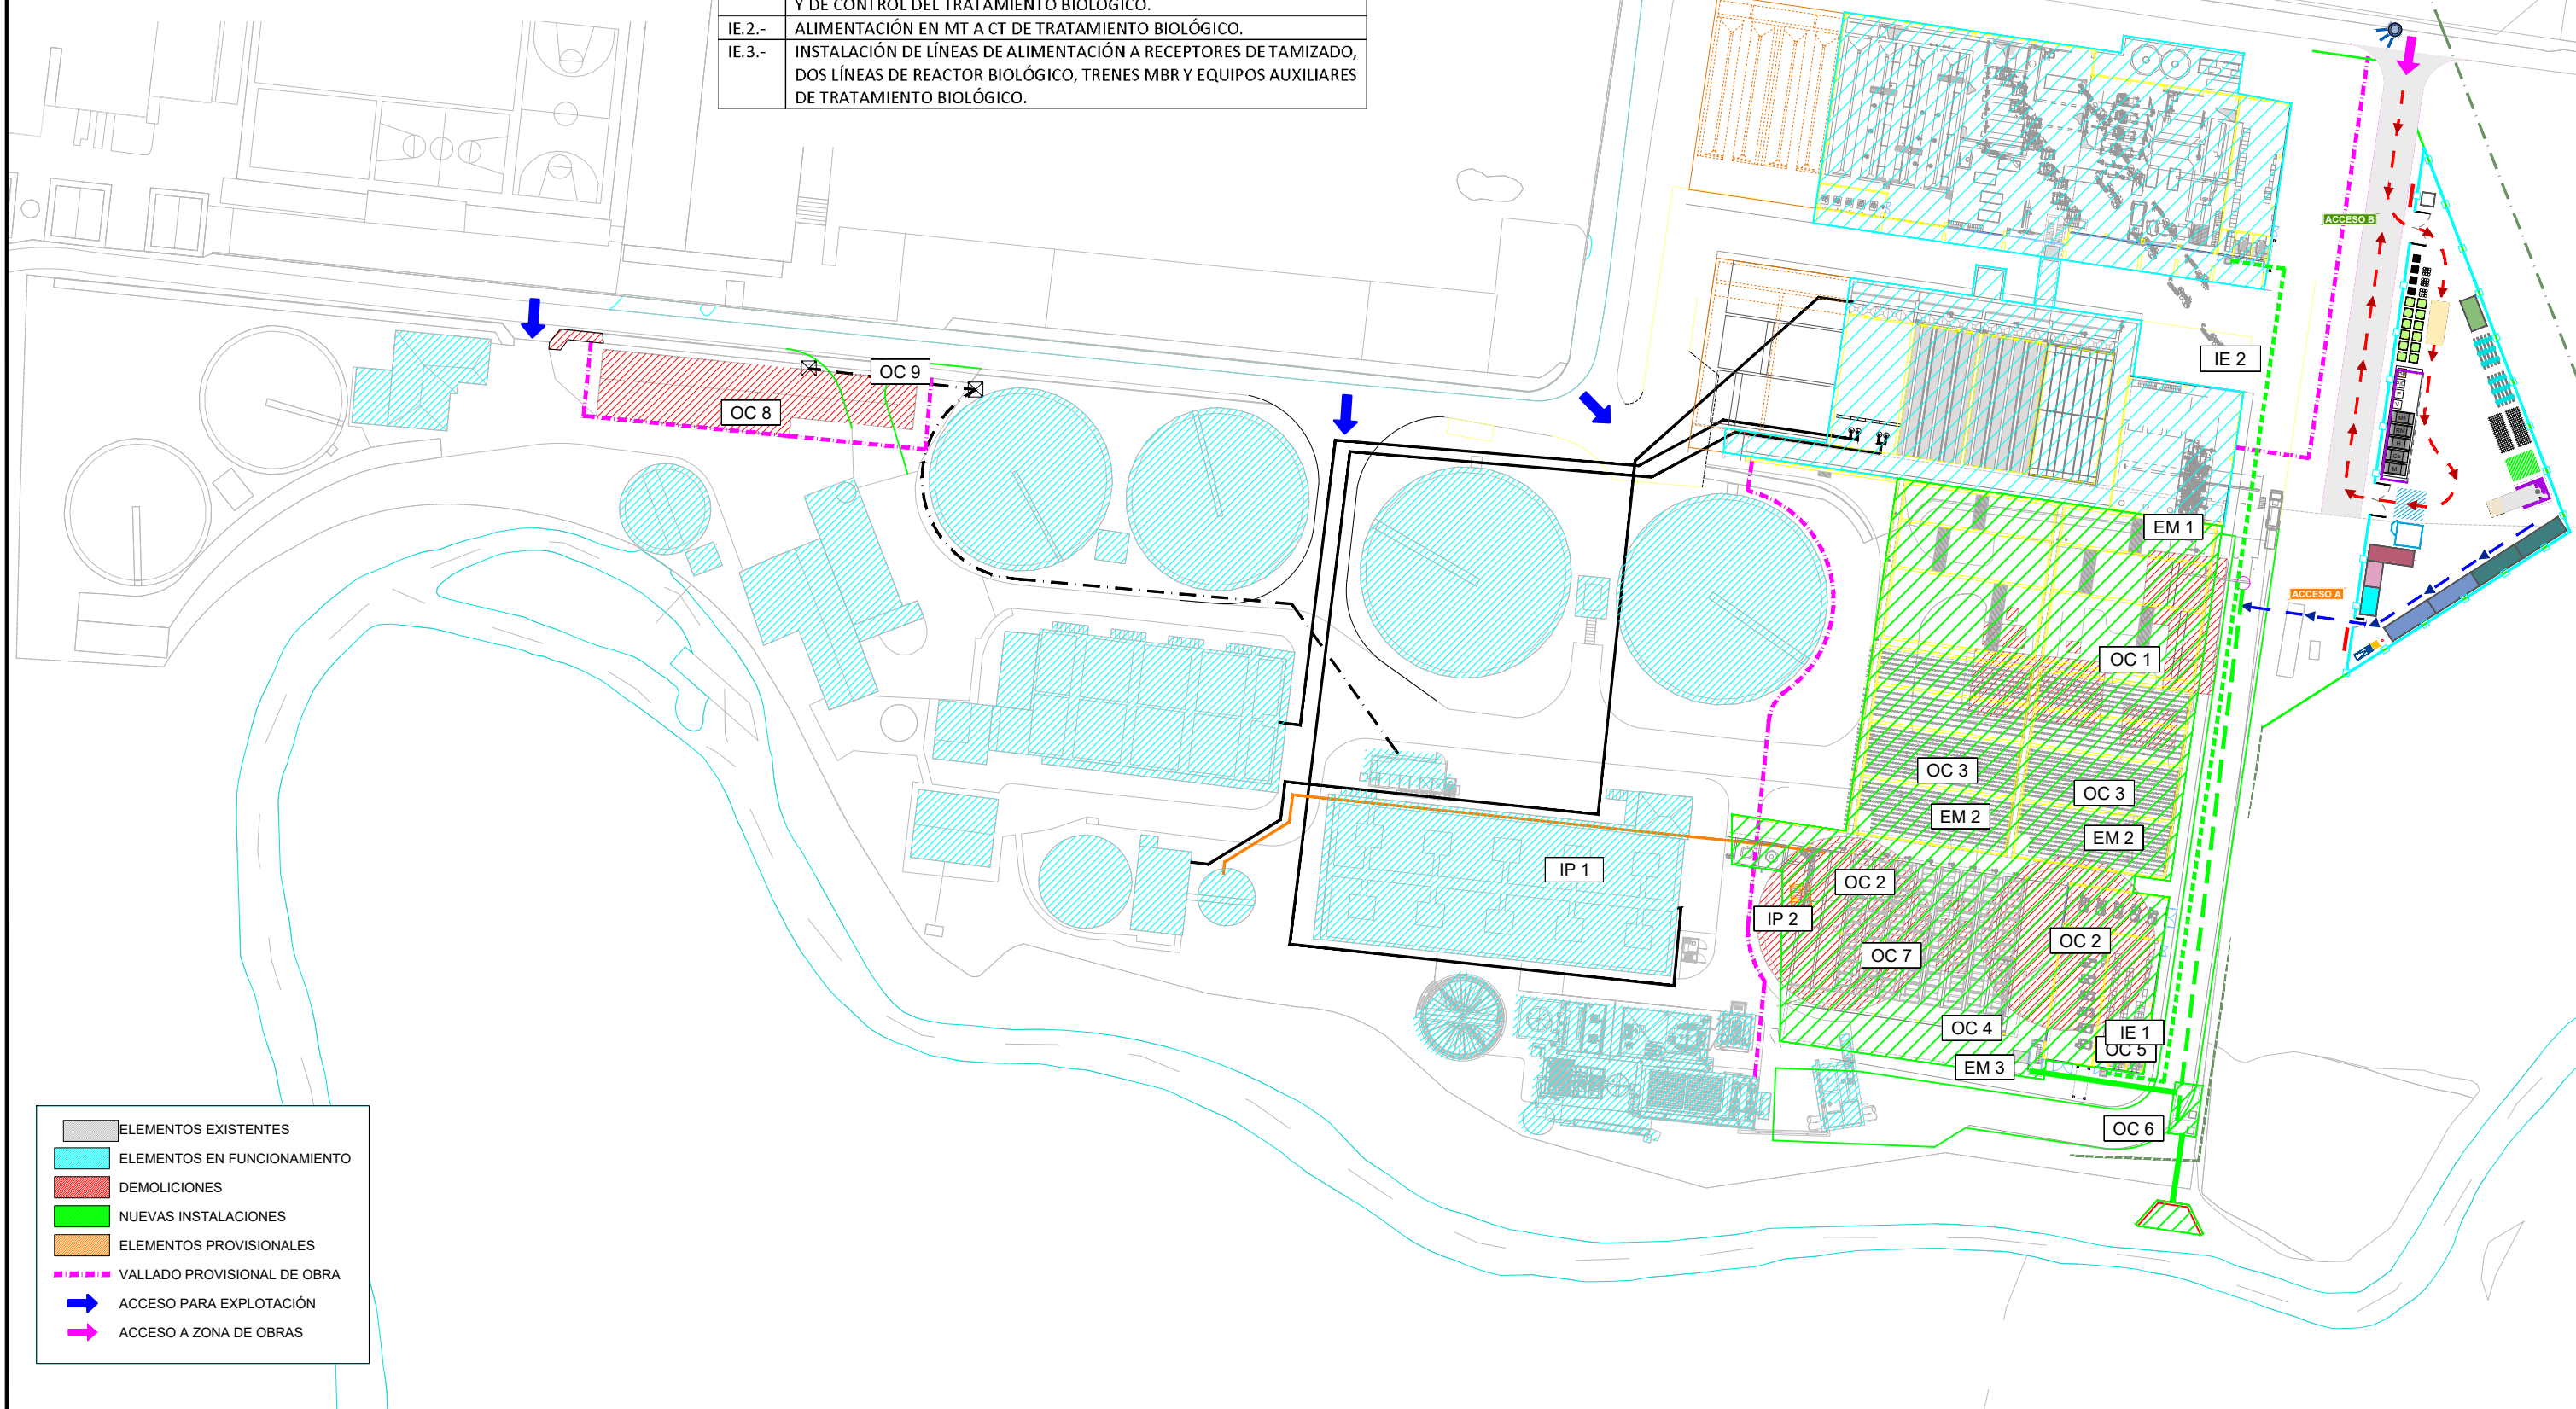 Y DE CONTROL DEL TRATAMIENTO BIOLÓGICO.
IE.2.- ALIMENTACIÓN EN MT A CT DE TRATAMIENTO BIOLÓGICO.
IE.3.- INSTALACIÓN DE LÍNEAS DE ALIMENTACIÓN A RECEPTORES DE TAMIZADO,
DOS LÍNEAS DE REACTOR BIOLÓGICO, TRENES MBR Y EQUIPOS AUXILIARES
DE TRATAMIENTO BIOLÓGICO.
ACCESO B
IE 2
OC 9
OC 8
EM 1
ACCESO A
OC 1
OC 3
OC 3
EM 2
EM 2
IP 1
OC 2
IP 2
OC 2
OC 7
OC 4
IE 1
OC 5
EM 3
OC 6
ELEMENTOS EXISTENTES
ELEMENTOS EN FUNCIONAMIENTO
DEMOLICIONES
NUEVAS INSTALACIONES
ELEMENTOS PROVISIONALES
VALLADO PROVISIONAL DE OBRA
ACCESO PARA EXPLOTACIÓN
ACCESO A ZONA DE OBRAS